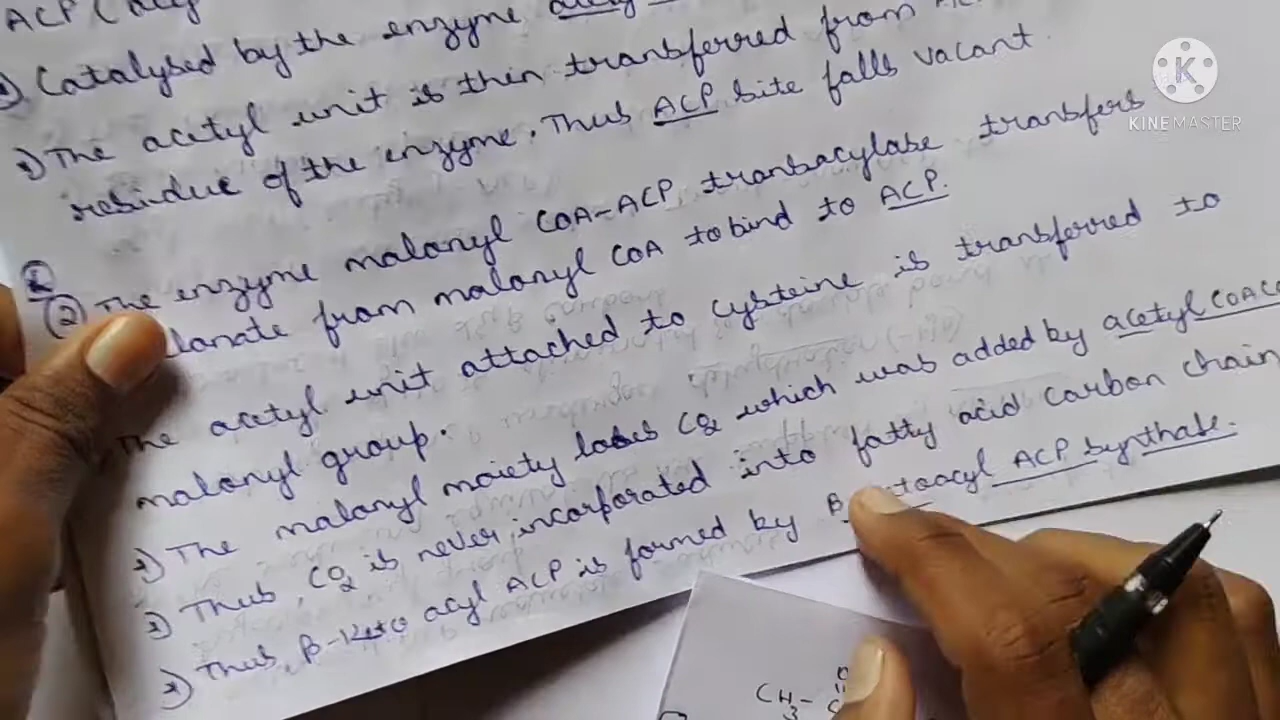 ACP (
Catalysed by the enzyme
1) The acetyl unit is then transferred from
residue of the enzyme. Thus ACP site falls vacant.
2) The enzyme malonyl COA-ACP, transacylase transfers
from malonyl COA to bind to ACP.
The acetyl unit attached to cysteine is transferred to
malonyl group.
The malonyl moiety loses CO2 which was added by acetyl COA
Thus, CO2 is never incorporated into fatty acid carbon chain
Thus, β-Keto acyl ACP is formed by β ACP synthase.
CH3-
KINEMASTER